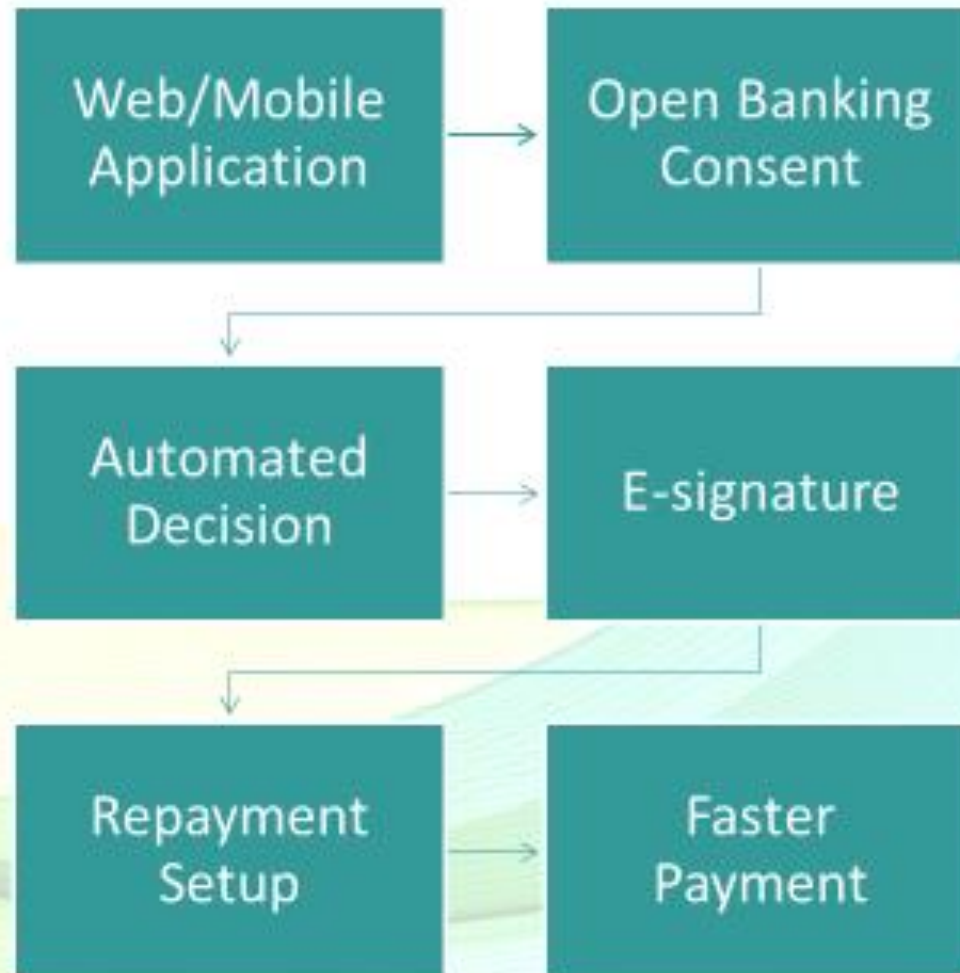 Web/Mobile
Application
Open Banking
Consent
Automated
Decision
E-signature
Repayment
Setup
Faster
Payment